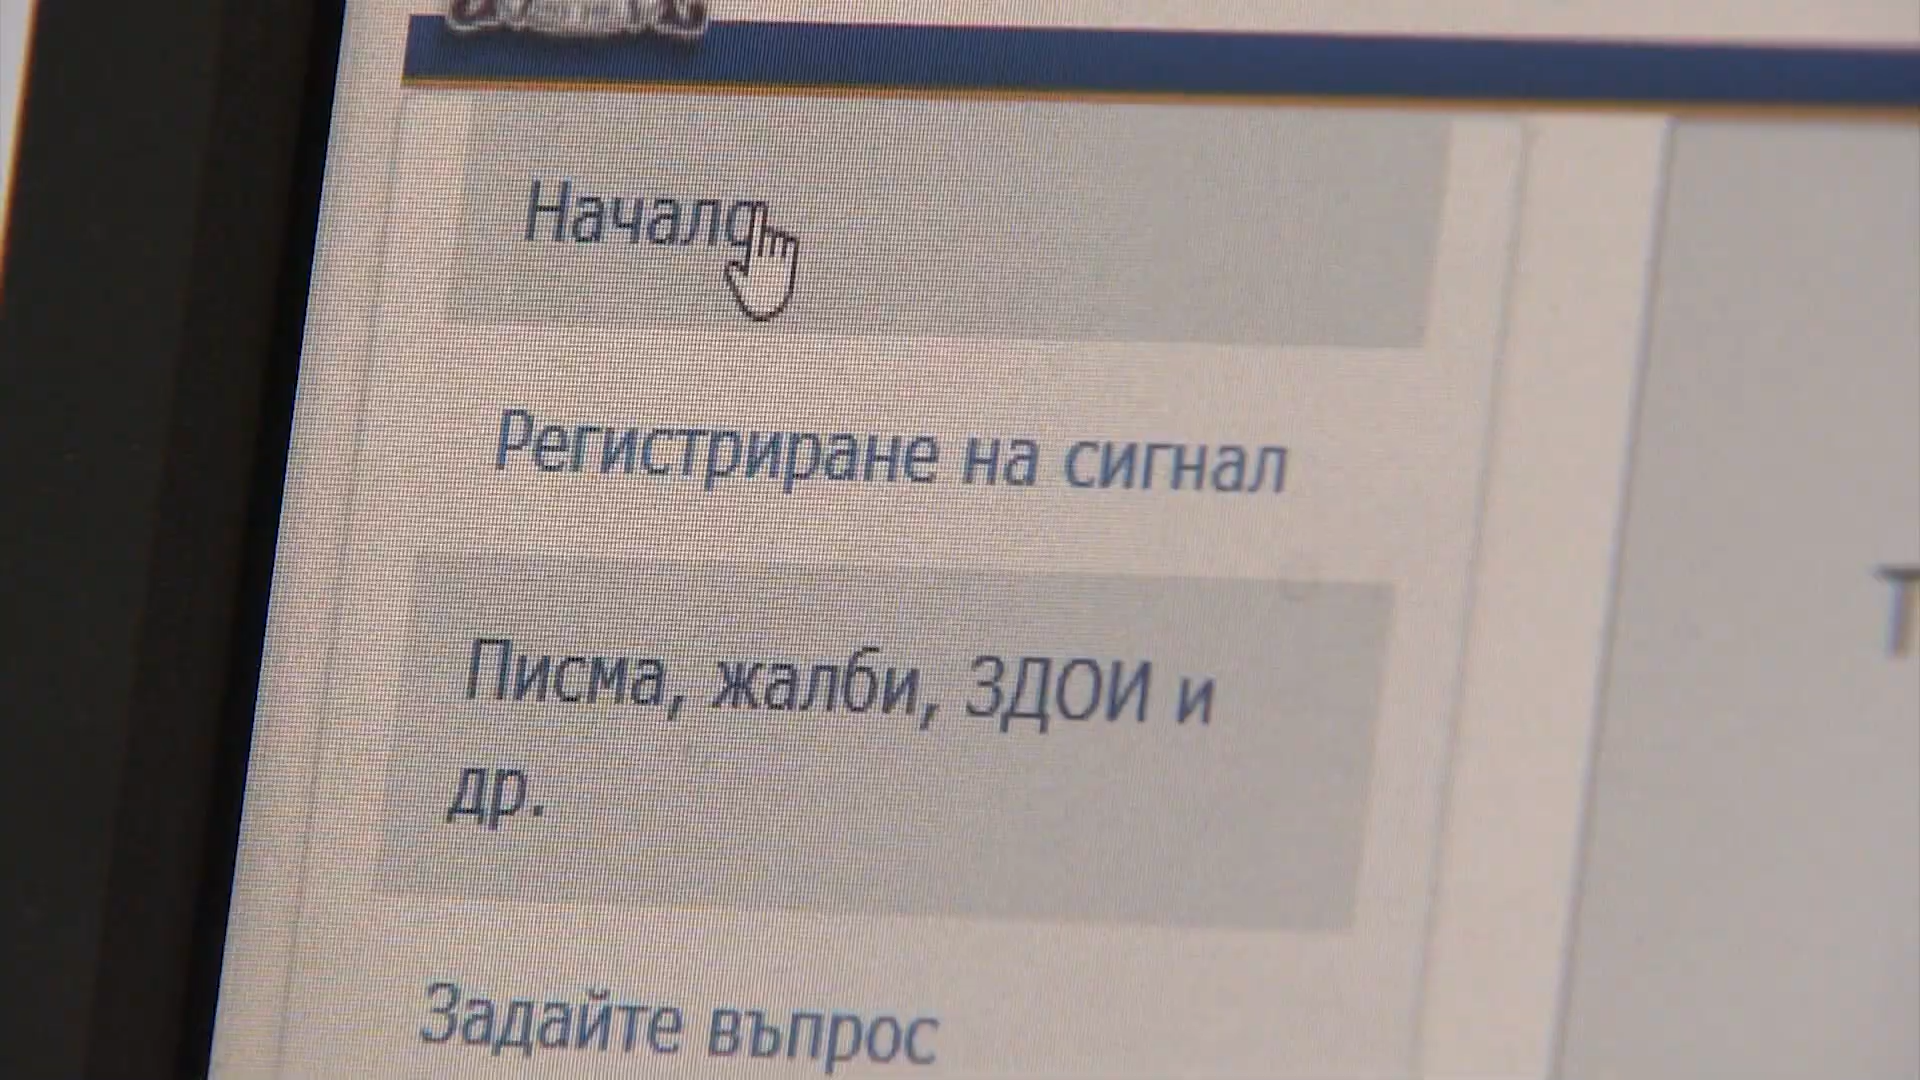 Начало
Регистриране на сигнал
Писма, жалби, ЗДОИ и
др.
Задайте въпрос